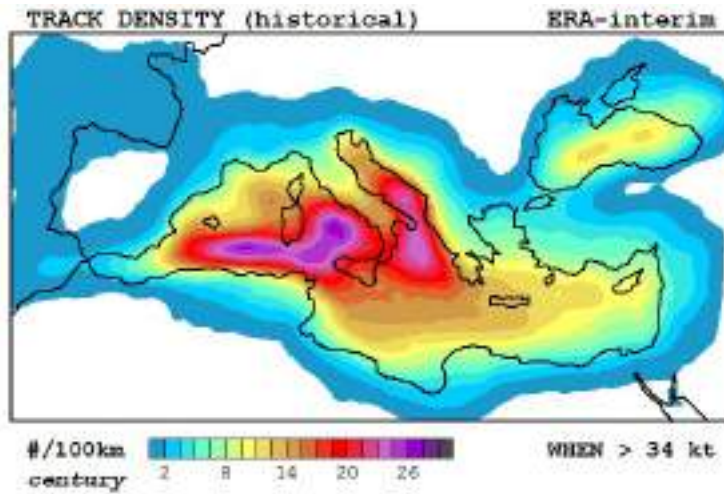 TRACK DENSITY (historical) ERA-interim
#/100km 2 8 14 20 26 WHEN > 34 kt
century